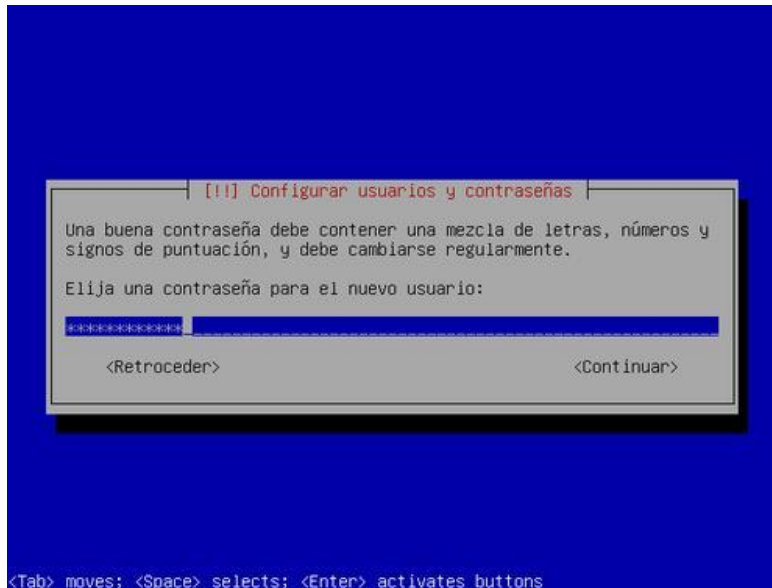 [!!] Configurar usuarios y contraseñas
Una buena contraseña debe contener una mezcla de letras, números y
signos de puntuación, y debe cambiarse regularmente.
Elija una contraseña para el nuevo usuario:
*************
<Retroceder> <Continuar>
<Tab> moves; <Space> selects; <Enter> activates buttons